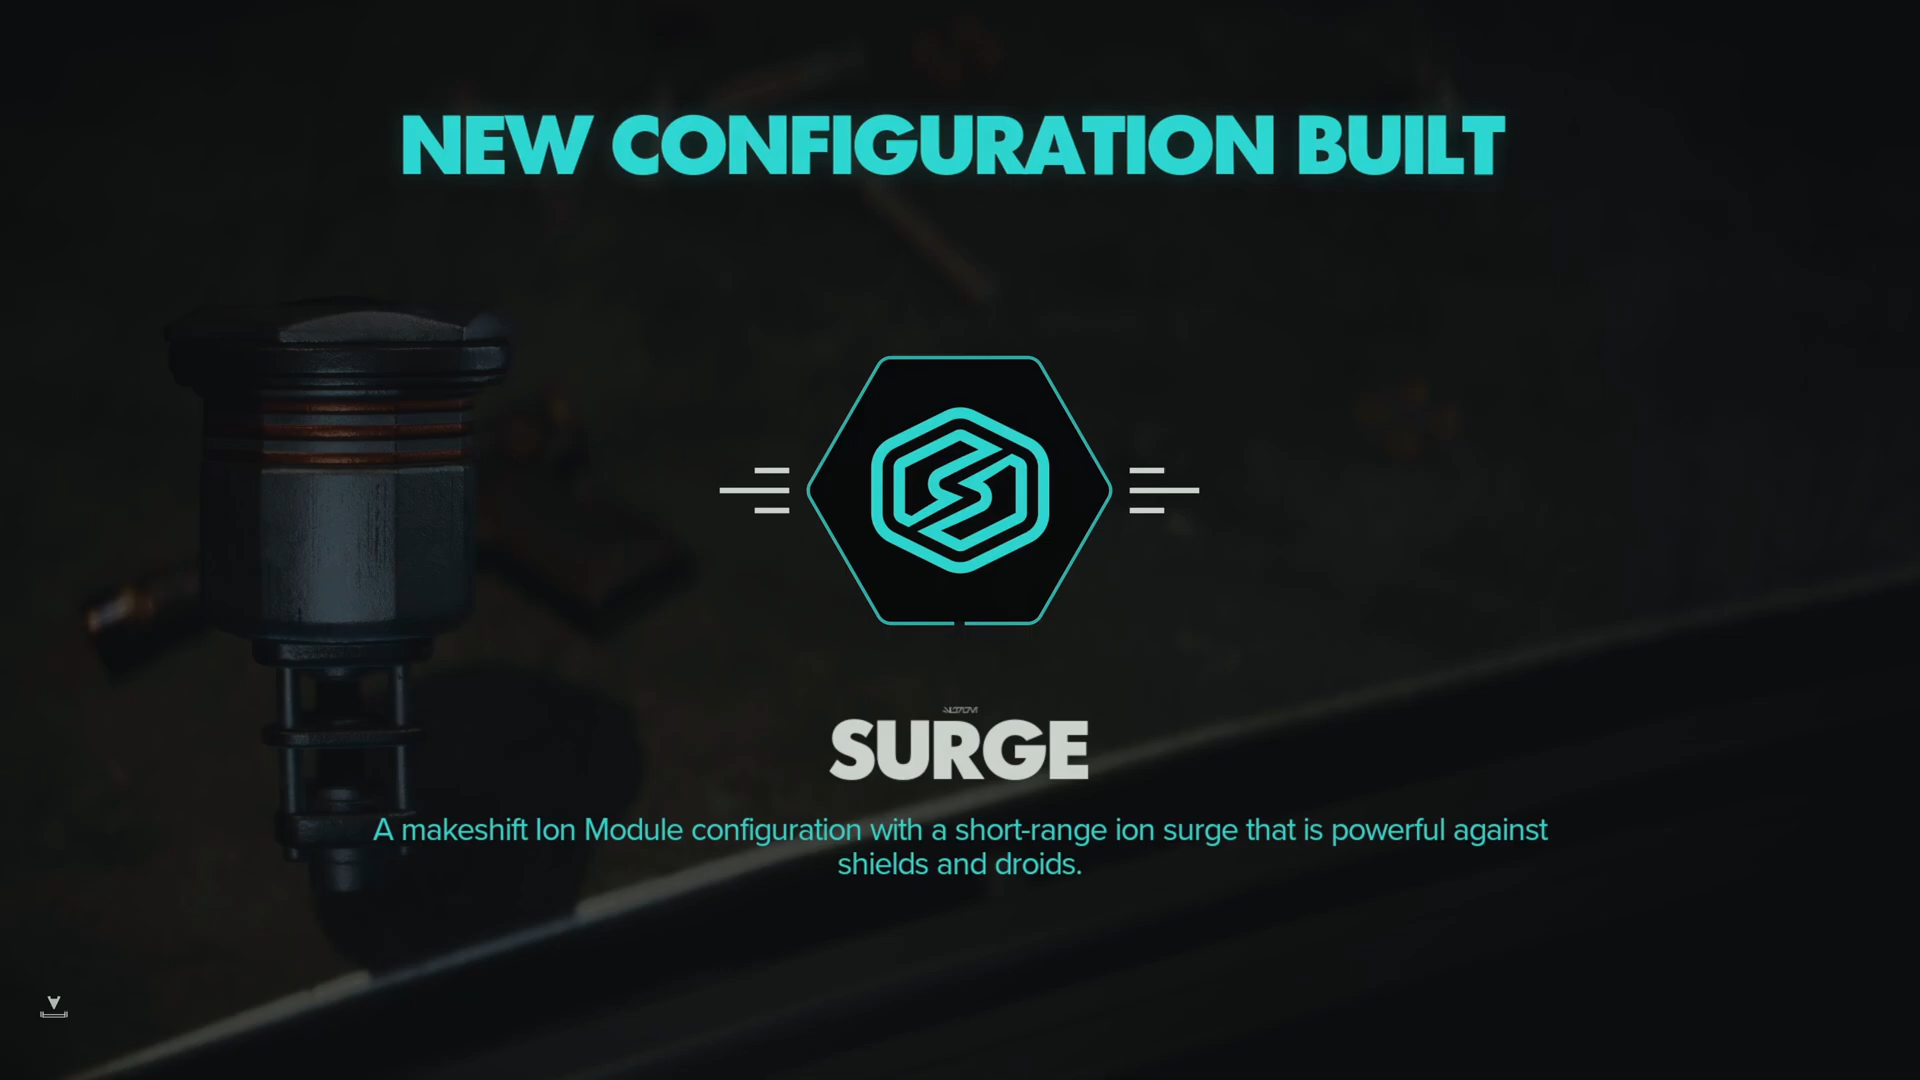 NEW CONFIGURATION BUILT
SURGE
A makeshift Ion Module configuration with a short-range ion surge that is powerful against
shields and droids.